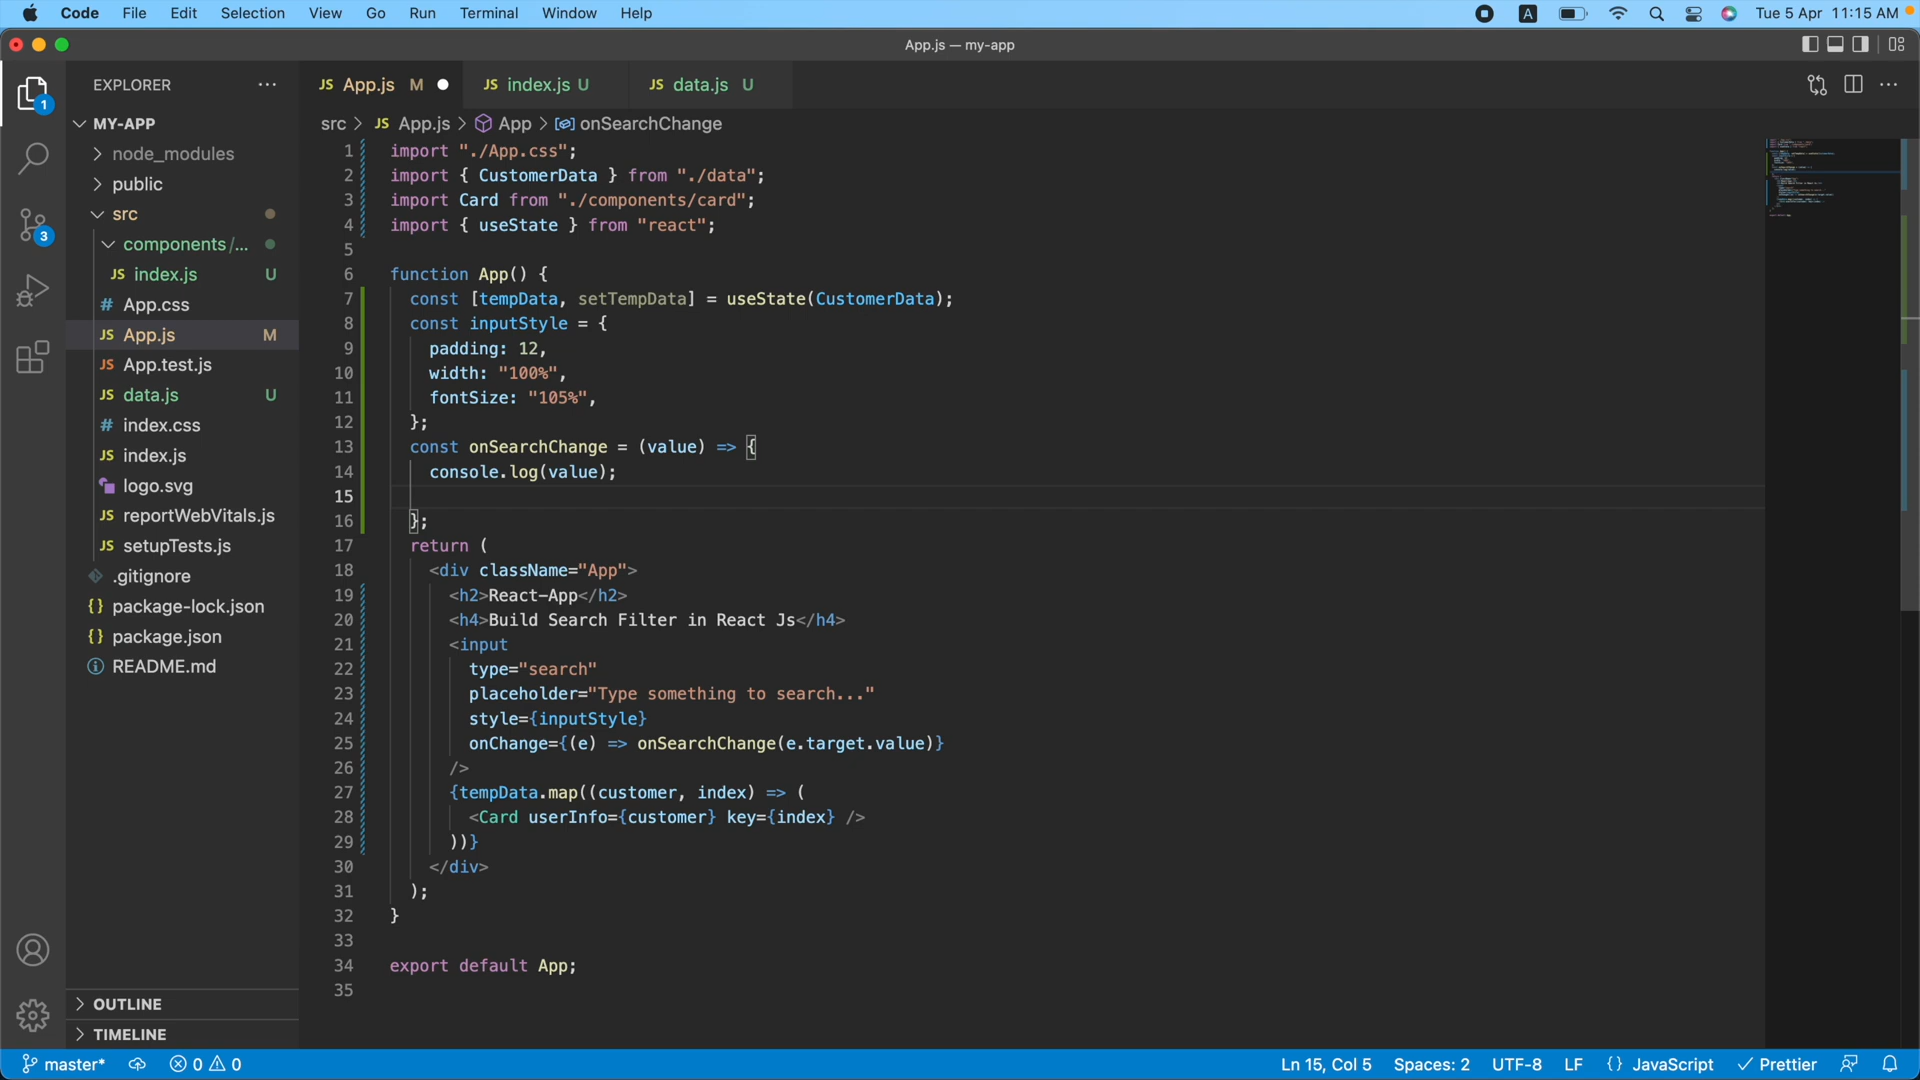 Code File Edit Selection View Go Run Terminal Window Help A Tue 5 Apr 11:15 AM
App.js — my-app
EXPLORER
JS App.js M
JS index.js U
JS data.js U
src > JS App.js > App > onSearchChange
1
3
MY-APP
node_modules
public
src
components/...
JS index.js U
# App.css
JS App.js M
JS App.test.js
JS data.js U
# index.css
JS index.js
logo.svg
JS reportWebVitals.js
JS setupTests.js
.gitignore
{} package-lock.json
{} package.json
README.md
OUTLINE
TIMELINE
1 import "./App.css";
2 import { CustomerData } from "./data";
3 import Card from "./components/card";
4 import { useState } from "react";
5
6 function App() {
7 const [tempData, setTempData] = useState(CustomerData);
8 const inputStyle = {
9 padding: 12,
10 width: "100%",
11 fontSize: "105%",
12 };
13 const onSearchChange = (value) => {
14 console.log(value);
15
16 };
17 return (
18 <div className="App">
19 <h2>React-App</h2>
20 <h4>Build Search Filter in React Js</h4>
21 <input
22 type="search"
23 placeholder="Type something to search..."
24 style={inputStyle}
25 onChange={(e) => onSearchChange(e.target.value)}
26 />
27 {tempData.map((customer, index) => (
28 <Card userInfo={customer} key={index} />
29 ))}
30 </div>
31 );
32 }
33
34 export default App;
35
master* 0 0 Ln 15, Col 5 Spaces: 2 UTF-8 LF {} JavaScript Prettier